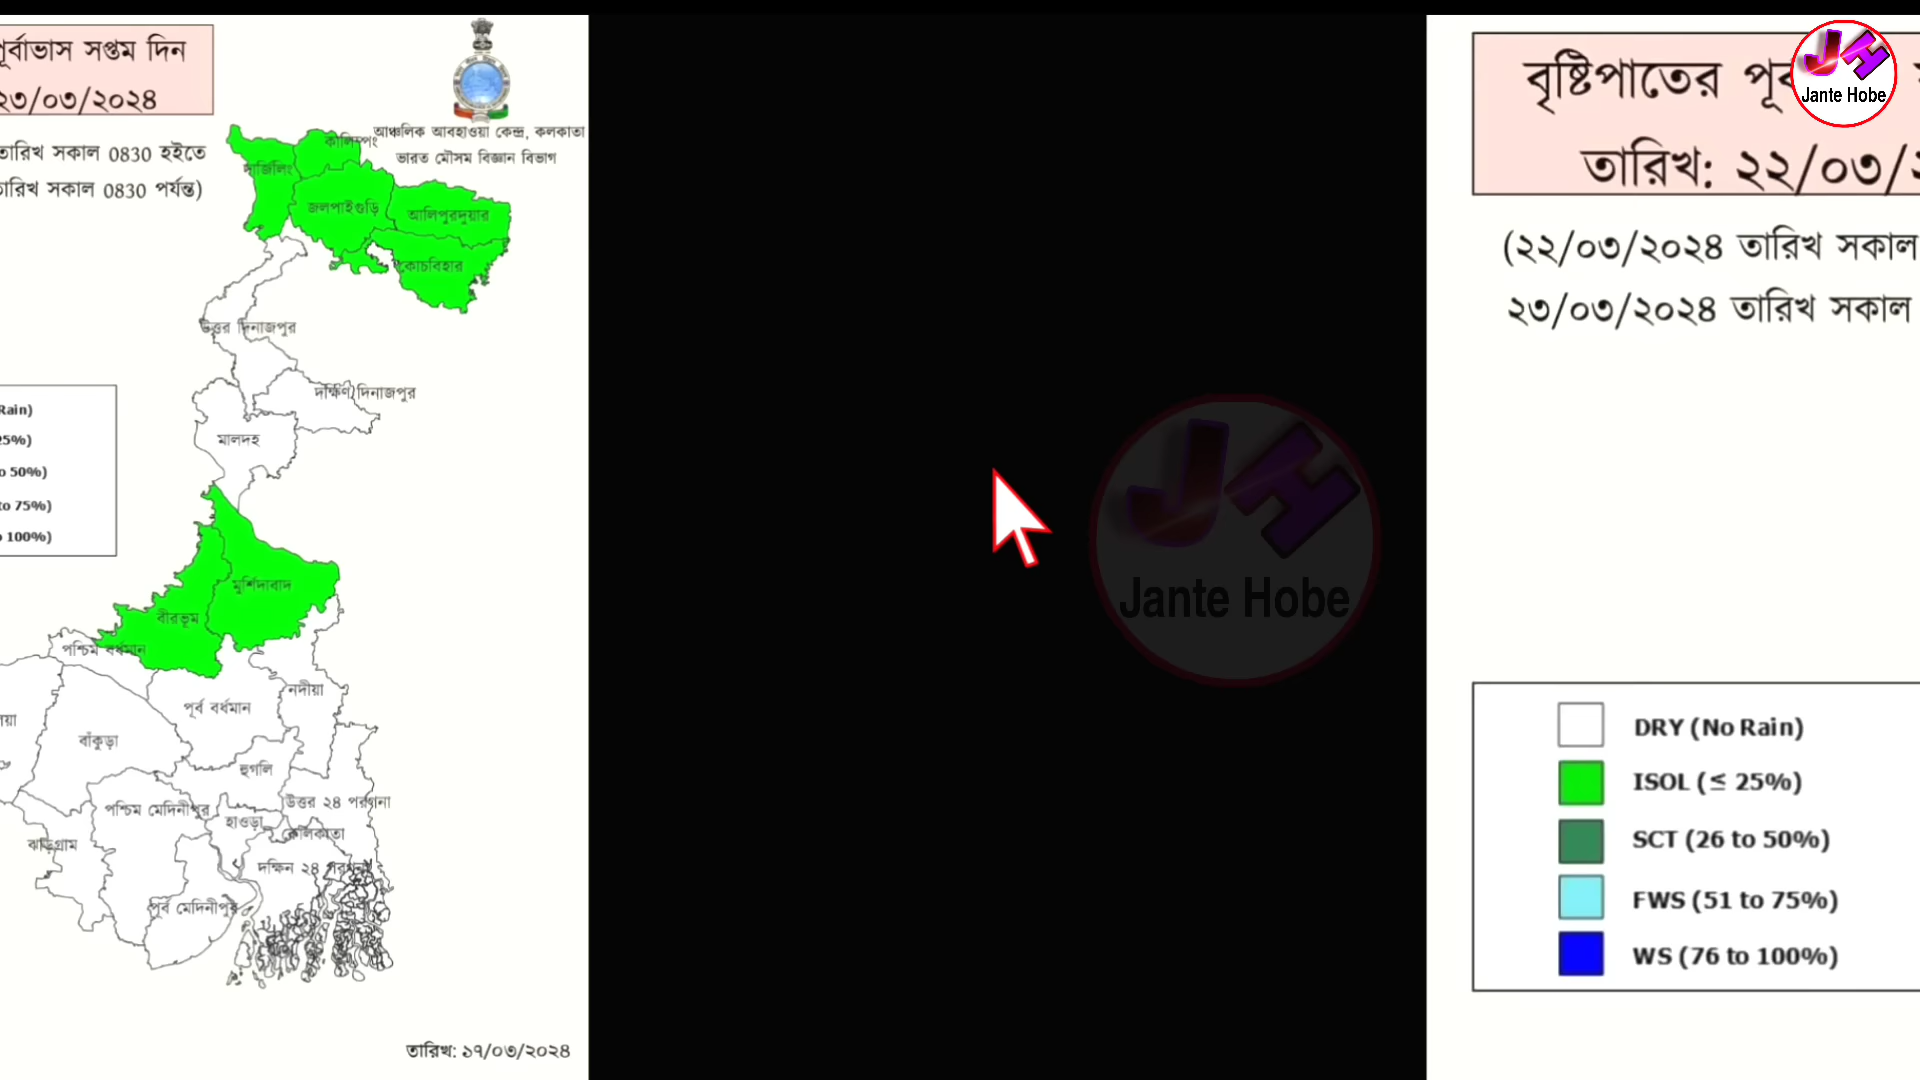 পূর্বাভাস সপ্তম দিন
২৩/০৩/২০২৪
তারিখ সকাল 0830 হইতে
তারিখ সকাল 0830 পর্যন্ত)
আঞ্চলিক আবহাওয়া কেন্দ্র, কলকাতা
ভারত মৌসম বিজ্ঞান বিভাগ
কালিম্পং
দার্জিলিং
জলপাইগুড়ি
আলিপুরদুয়ার
কোচবিহার
উত্তর দিনাজপুর
দক্ষিণ দিনাজপুর
মালদহ
Rain)
25%)
to 50%)
to 75%)
100%)
মুর্শিদাবাদ
বীরভূম
পশ্চিম বর্ধমান
নদীয়া
পূর্ব বর্ধমান
বাঁকুড়া
হুগলি
উত্তর ২৪ পরগনা
পশ্চিম মেদিনীপুর
হাওড়া
কোলকাতা
ঝাড়গ্রাম
দক্ষিন ২৪ পরগনা
পূর্ব মেদিনীপুর
তারিখ: ১৭/০৩/২০২৪
Jante Hobe
বৃষ্টিপাতের
তারিখ: ২২/০৩/
JH
Jante Hobe
(২২/০৩/২০২৪ তারিখ সকাল
২৩/০৩/২০২৪ তারিখ সকাল
DRY (No Rain)
ISOL (≤ 25%)
SCT (26 to 50%)
FWS (51 to 75%)
WS (76 to 100%)